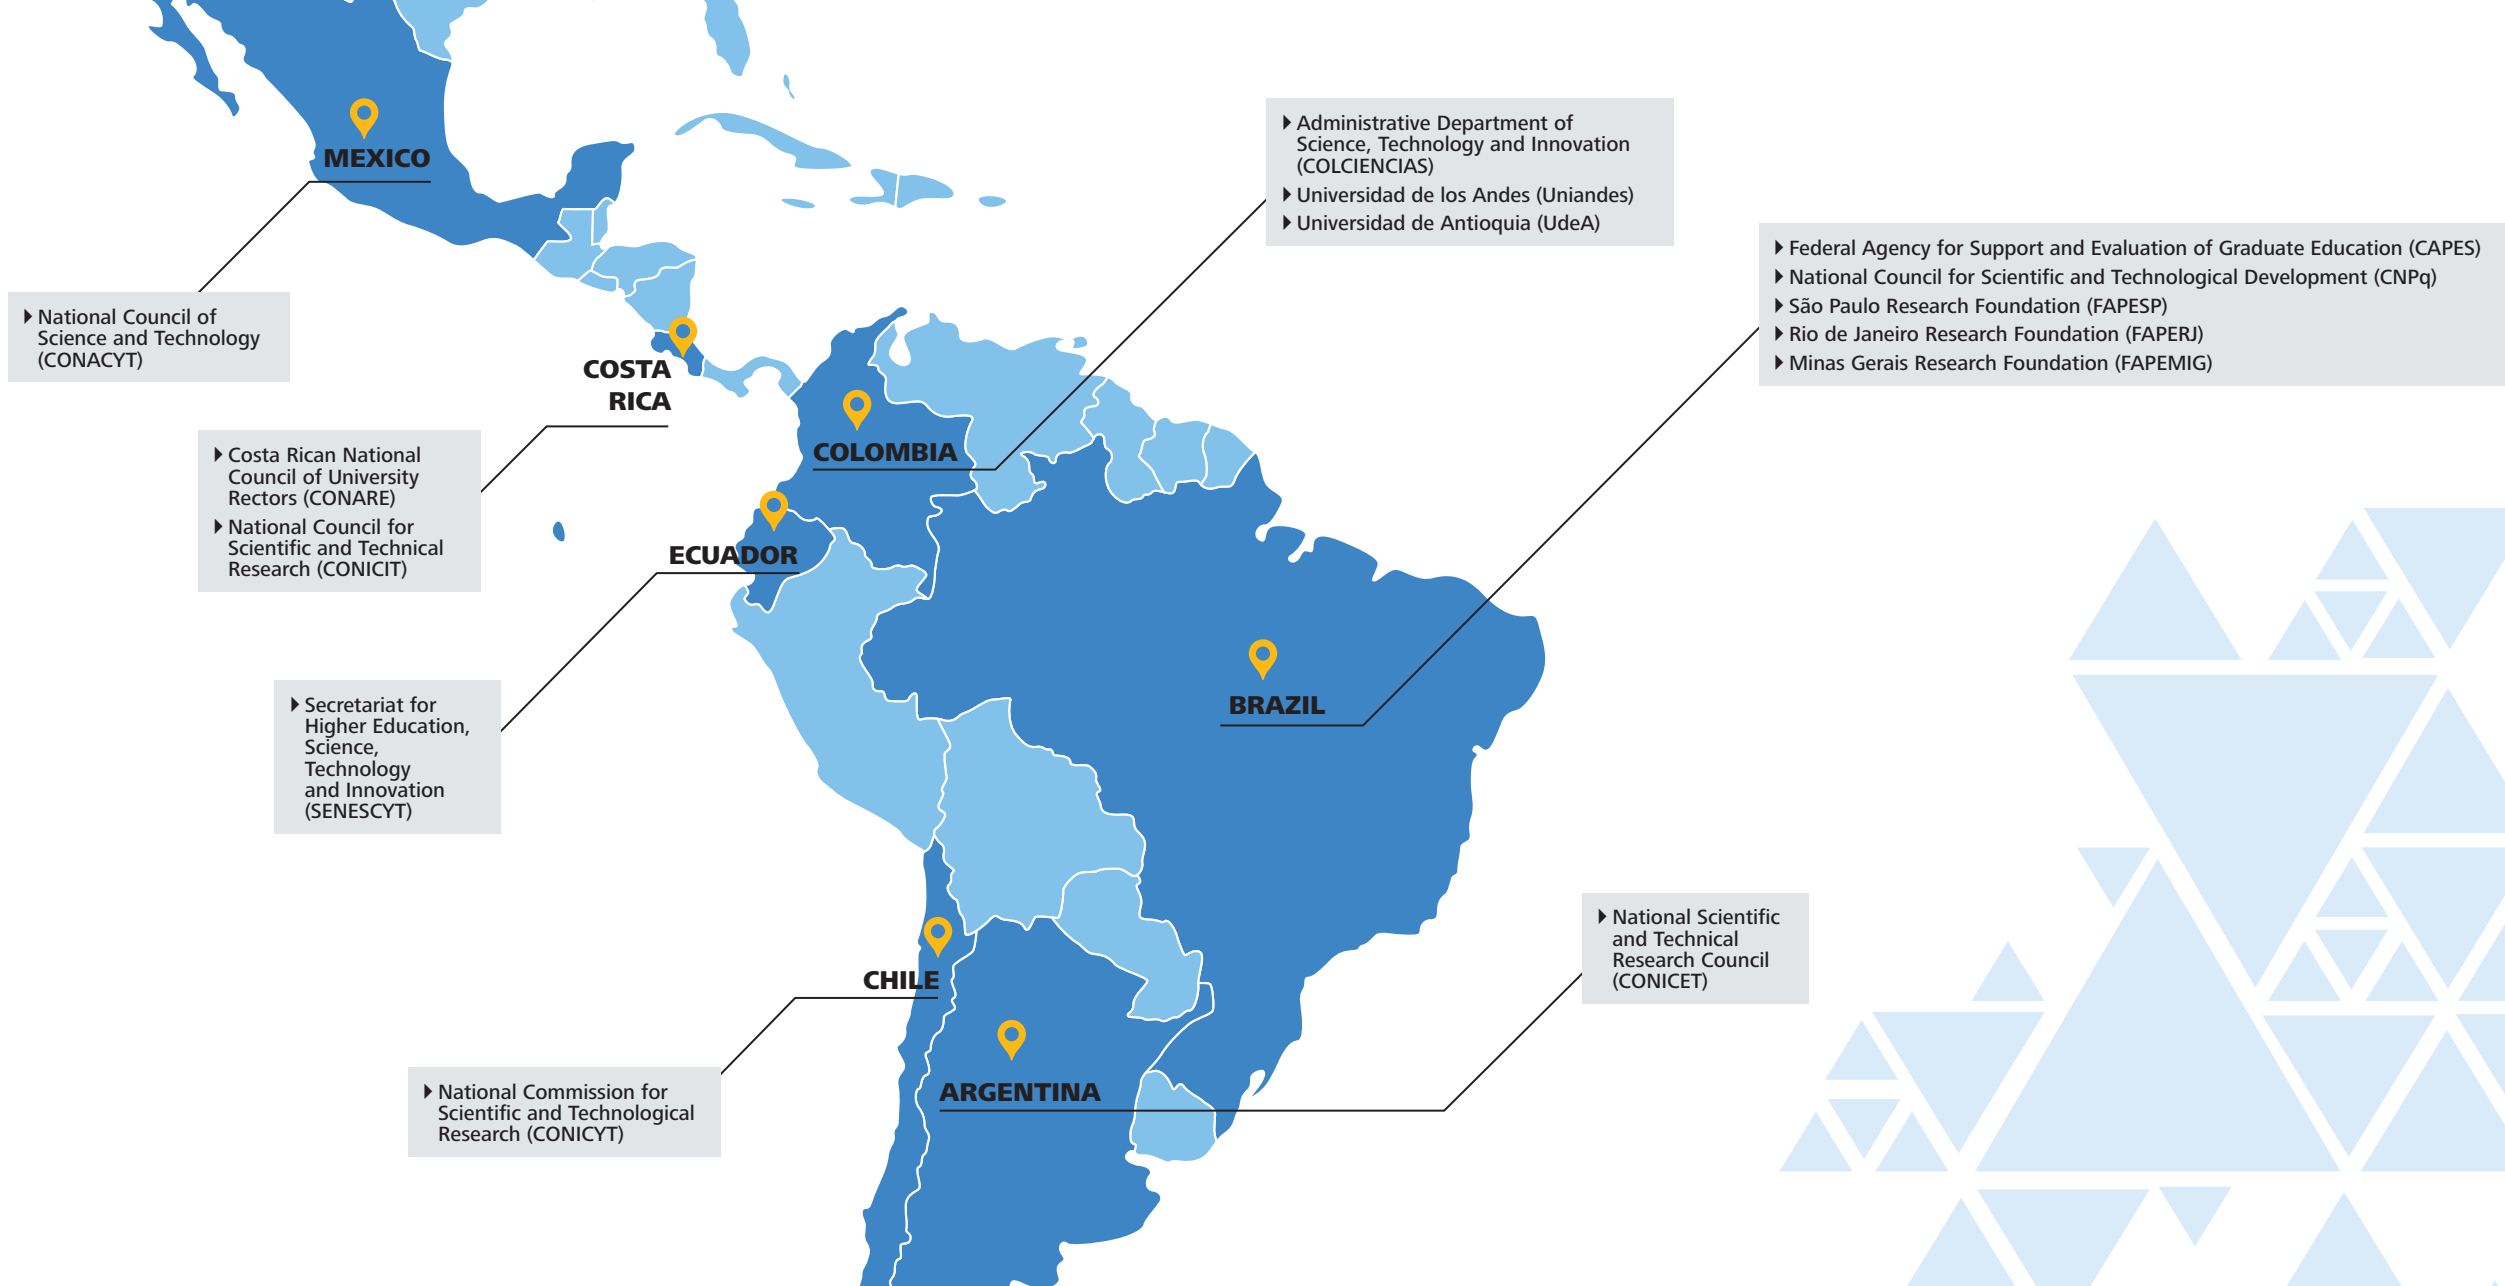 MEXICO
National Council of
Science and Technology
(CONACYT)
COSTA
RICA
Costa Rican National
Council of University
Rectors (CONARE)
National Council for
Scientific and Technical
Research (CONICIT)
COLOMBIA
Administrative Department of
Science, Technology and Innovation
(COLCIENCIAS)
Universidad de los Andes (Uniandes)
Universidad de Antioquia (UdeA)
ECUADOR
Secretariat for
Higher Education,
Science,
Technology
and Innovation
(SENESCYT)
BRAZIL
Federal Agency for Support and Evaluation of Graduate Education (CAPES)
National Council for Scientific and Technological Development (CNPq)
São Paulo Research Foundation (FAPESP)
Rio de Janeiro Research Foundation (FAPERJ)
Minas Gerais Research Foundation (FAPEMIG)
CHILE
National Commission for
Scientific and Technological
Research (CONICYT)
ARGENTINA
National Scientific
and Technical
Research Council
(CONICET)